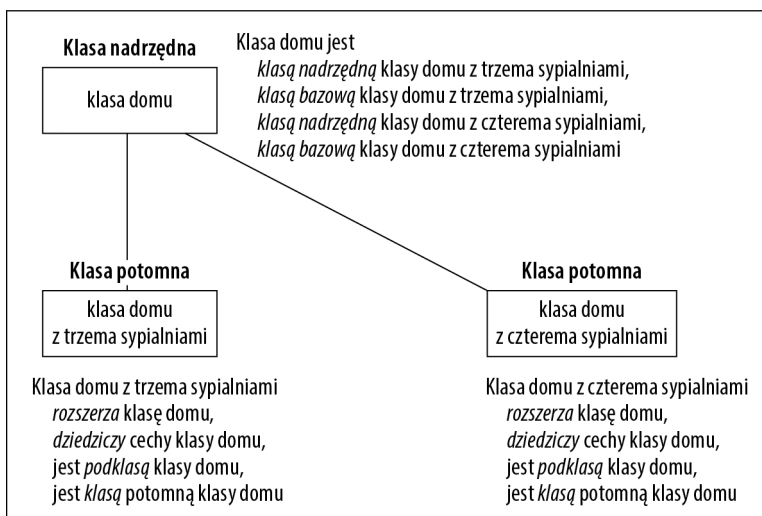 Klasa nadrzędna
klasa domu
Klasa domu jest
klasą nadrzędną klasy domu z trzema sypialniami,
klasą bazową klasy domu z trzema sypialniami,
klasą nadrzędną klasy domu z czterema sypialniami,
klasą bazową klasy domu z czterema sypialniami
Klasa potomna
klasa domu
z trzema sypialniami
Klasa domu z trzema sypialniami
rozszerza klasę domu,
dziedziczy cechy klasy domu,
jest podklasą klasy domu,
jest klasą potomną klasy domu
Klasa potomna
klasa domu
z czterema sypialniami
Klasa domu z czterema sypialniami
rozszerza klasę domu,
dziedziczy cechy klasy domu,
jest podklasą klasy domu,
jest klasą potomną klasy domu